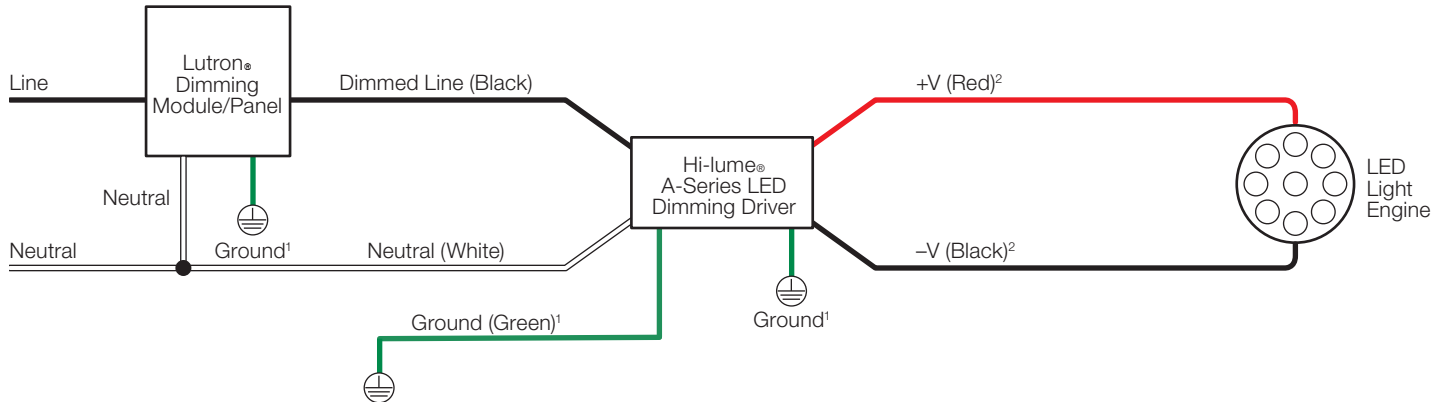 Line
Lutron®
Dimming
Module/Panel
Dimmed Line (Black)
Neutral
Ground¹
Neutral
Neutral (White)
Ground (Green)¹
Hi-lume®
A-Series LED
Dimming Driver
Ground¹
+V (Red)²
–V (Black)²
LED
Light
Engine